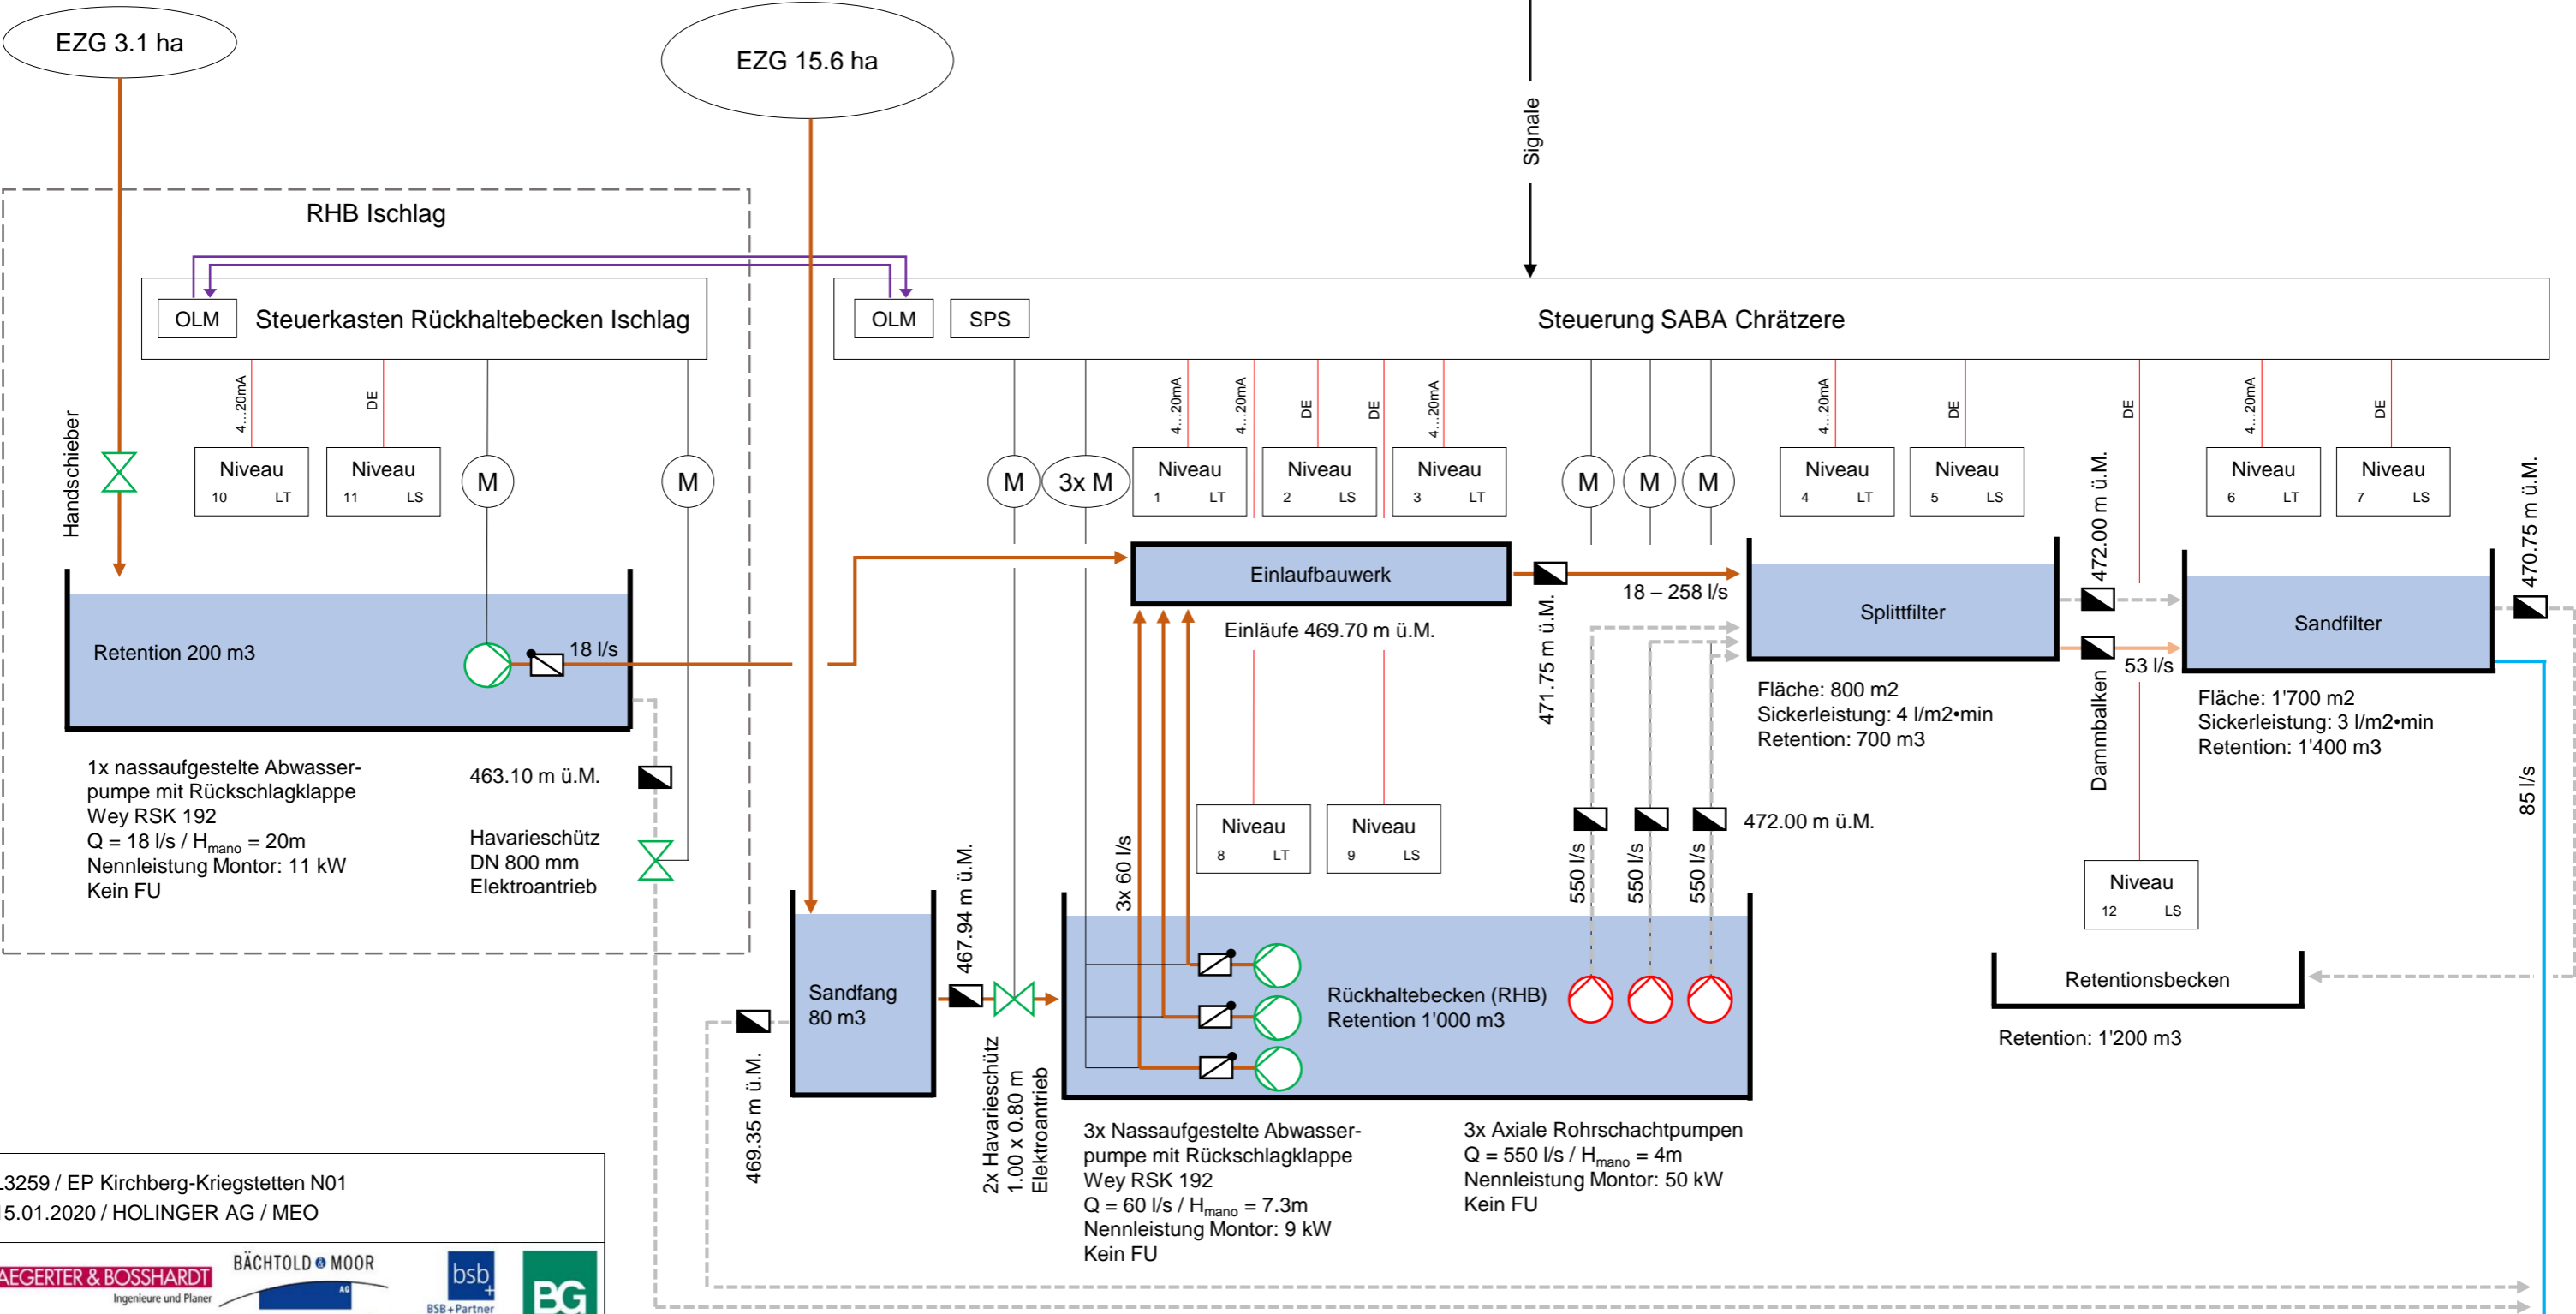 EZG 3.1 ha
EZG 15.6 ha
Signale
RHB Ischlag
OLM
Steuerkasten Rückhaltebecken Ischlag
OLM
SPS
Steuerung SABA Chrätzere
4...20mA
DE
4...20mA
4...20mA
DE
DE
4...20mA
4...20mA
DE
DE
4...20mA
DE
Handschieber
Niveau
10 LT
Niveau
11 LS
M
M
M
3x M
Niveau
1 LT
Niveau
2 LS
Niveau
3 LT
M
M
M
Niveau
4 LT
Niveau
5 LS
472.00 m ü.M.
Niveau
6 LT
Niveau
7 LS
470.75 m ü.M.
Retention 200 m3
18 l/s
Einlaufbauwerk
Einläufe 469.70 m ü.M.
471.75 m ü.M.
18 – 258 l/s
Splittfilter
Fläche: 800 m2
Sickerleistung: 4 l/m2•min
Retention: 700 m3
53 l/s
Dammbalken
Sandfilter
Fläche: 1'700 m2
Sickerleistung: 3 l/m2•min
Retention: 1'400 m3
85 l/s
1x nassaufgestelte Abwasser-
pumpe mit Rückschlagklappe
Wey RSK 192
Q = 18 l/s / Hmano = 20m
Nennleistung Montor: 11 kW
Kein FU
463.10 m ü.M.
Havarieschütz
DN 800 mm
Elektroantrieb
3x 60 l/s
Niveau
8 LT
Niveau
9 LS
550 l/s
550 l/s
550 l/s
472.00 m ü.M.
Niveau
12 LS
Retentionsbecken
Retention: 1'200 m3
Sandfang
80 m3
469.35 m ü.M.
467.94 m ü.M.
2x Havarieschütz
1.00 x 0.80 m
Elektroantrieb
Rückhaltebecken (RHB)
Retention 1'000 m3
3x Nassaufgestelte Abwasser-
pumpe mit Rückschlagklappe
Wey RSK 192
Q = 60 l/s / Hmano = 7.3m
Nennleistung Montor: 9 kW
Kein FU
3x Axiale Rohrschachtpumpen
Q = 550 l/s / Hmano = 4m
Nennleistung Montor: 50 kW
Kein FU
L3259 / EP Kirchberg-Kriegstetten N01
15.01.2020 / HOLINGER AG / MEO
AEGERTER & BOSSHARDT
Ingenieure und Planer
BÄCHTOLD & MOOR
AG
bsb
+
BSB+Partner
BG